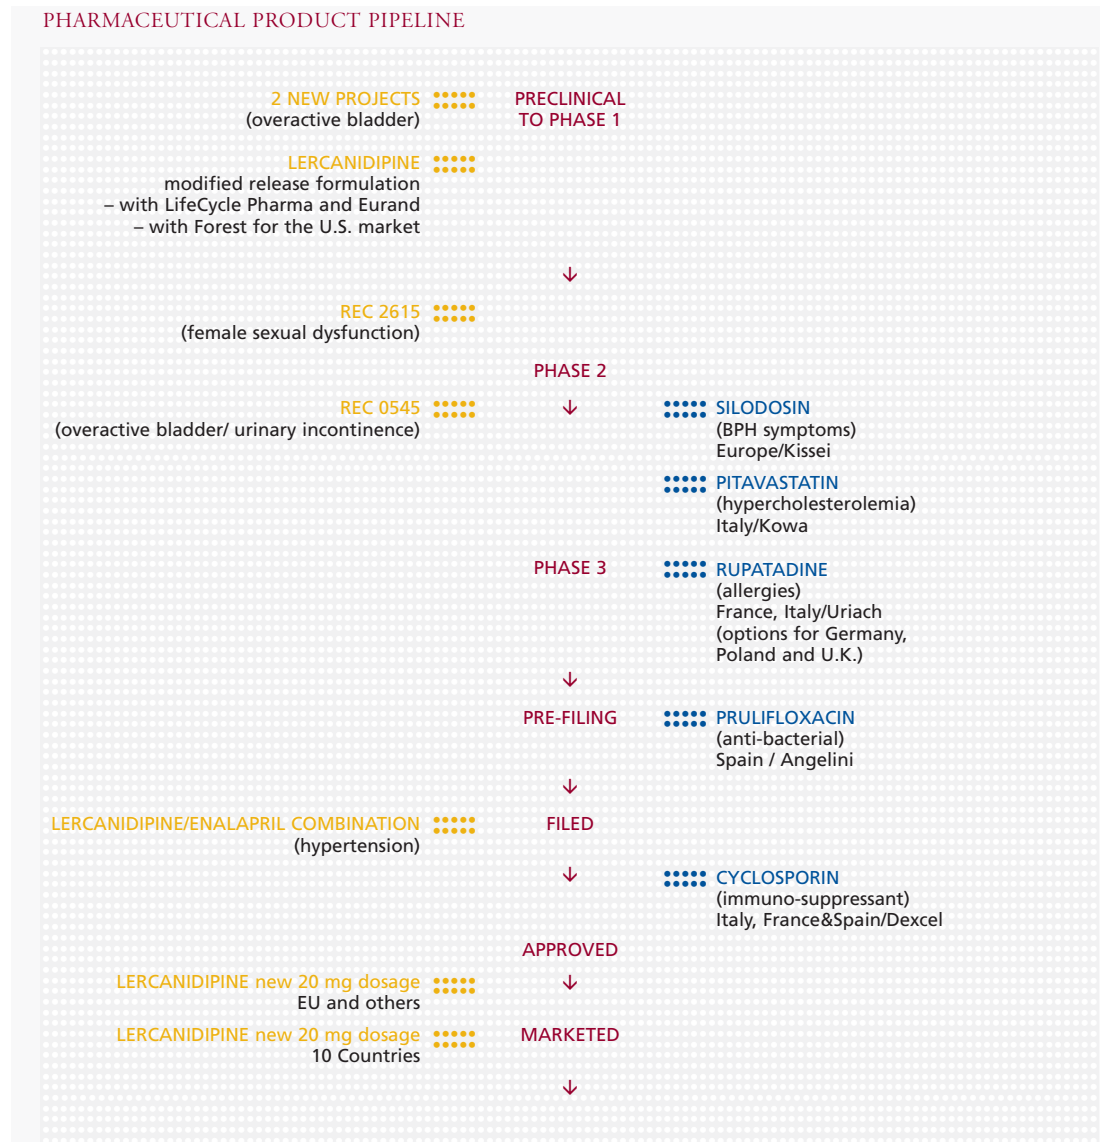 PHARMACEUTICAL PRODUCT PIPELINE
2 NEW PROJECTS
(overactive bladder)
PRECLINICAL
TO PHASE 1
LERCANIDIPINE
modified release formulation
– with LifeCycle Pharma and Eurand
– with Forest for the U.S. market
REC 2615
(female sexual dysfunction)
PHASE 2
REC 0545
(overactive bladder/ urinary incontinence)
SILODOSIN
(BPH symptoms)
Europe/Kissei
PITAVASTATIN
(hypercholesterolemia)
Italy/Kowa
PHASE 3
RUPATADINE
(allergies)
France, Italy/Uriach
(options for Germany,
Poland and U.K.)
PRE-FILING
PRULIFLOXACIN
(anti-bacterial)
Spain / Angelini
LERCANIDIPINE/ENALAPRIL COMBINATION
(hypertension)
FILED
CYCLOSPORIN
(immuno-suppressant)
Italy, France&Spain/Dexcel
APPROVED
LERCANIDIPINE new 20 mg dosage
EU and others
LERCANIDIPINE new 20 mg dosage
10 Countries
MARKETED